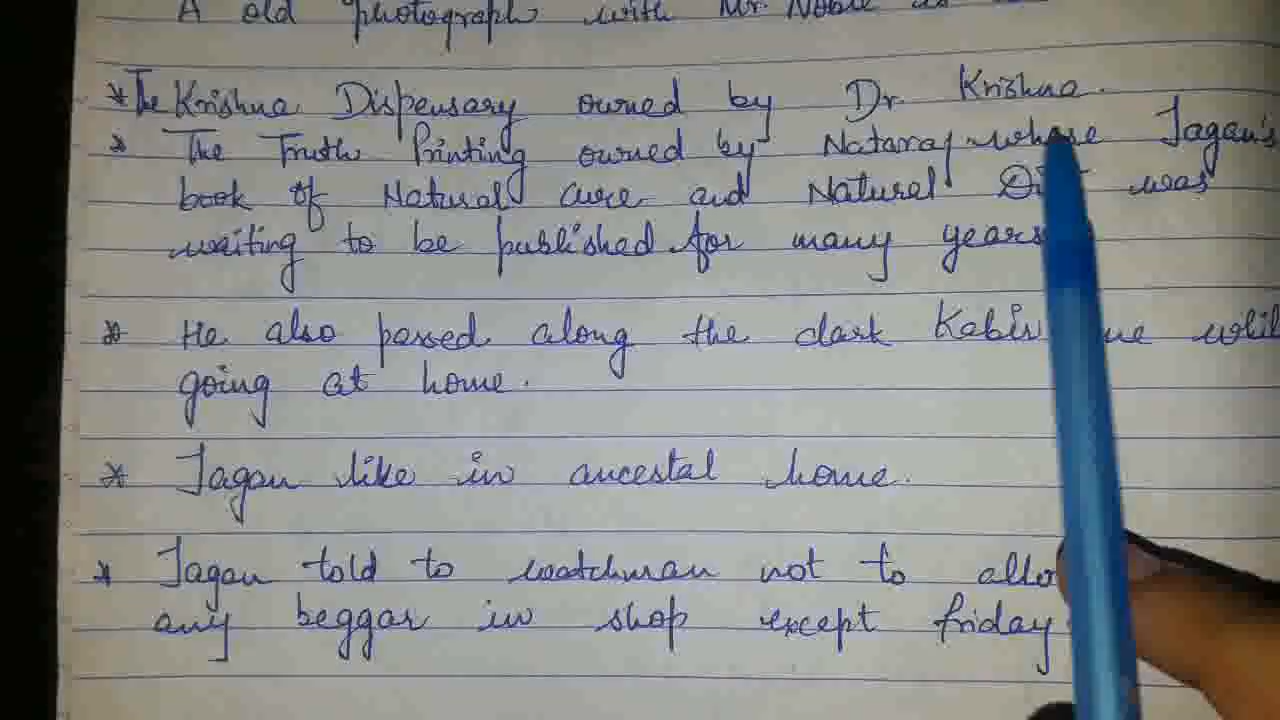 A old photograph with Mr. Noble
* The Krishna Dispensary owned by Dr Krishna.
* The Truth Printing owned by Nataraj whose Jagan's
book of Natural cure and Natural was
waiting to be published for many years
* He also passed along the dark Kabir
going at home.
* Jagan like in ancestal home.
* Jagan told to watchman not to
any beggar in shop except friday